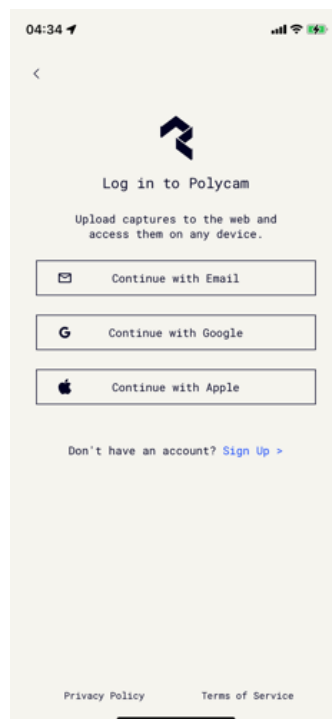 04:34
Log in to Polycam
Upload captures to the web and
access them on any device.
Continue with Email
Continue with Google
Continue with Apple
Don't have an account? Sign Up >
Privacy Policy Terms of Service